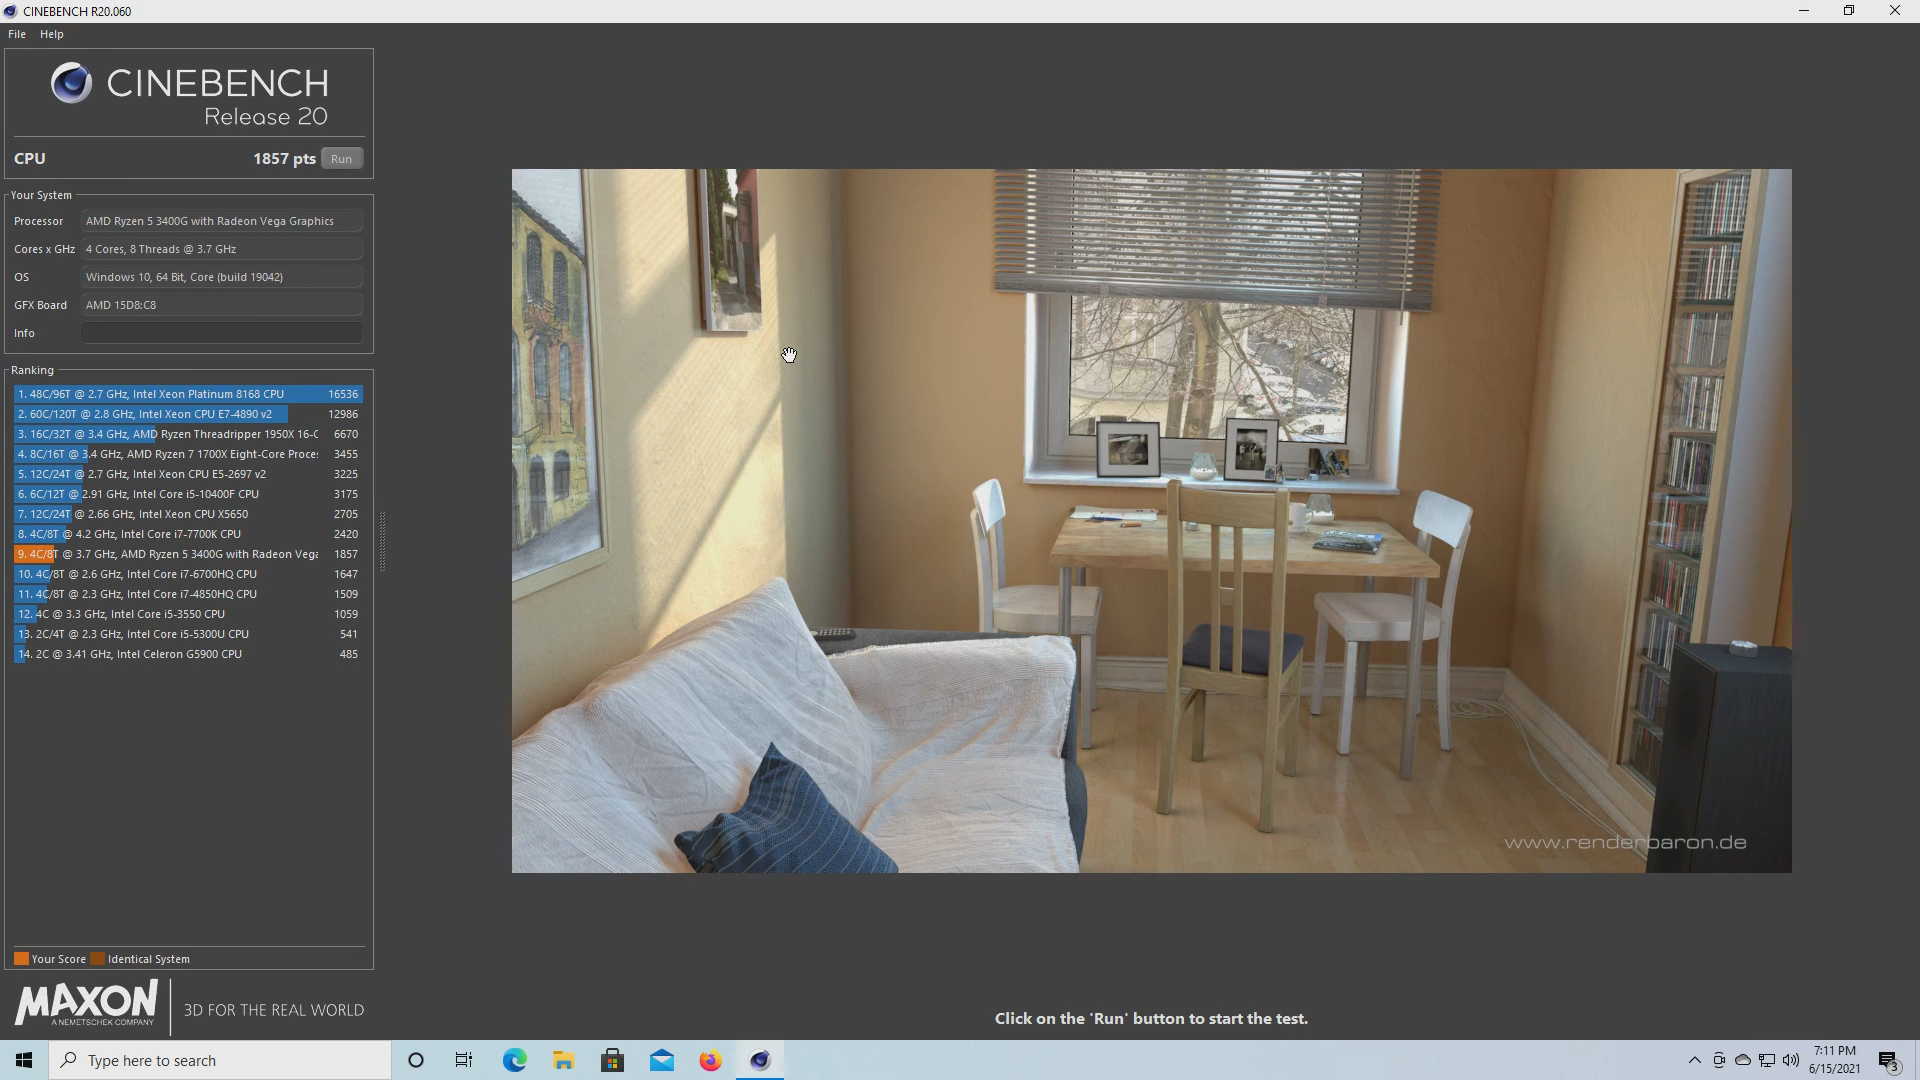 CINEBENCH R20.060
File Help
CINEBENCH
Release 20
CPU 1857 pts Run
Your System
Processor AMD Ryzen 5 3400G with Radeon Vega Graphics
Cores x GHz 4 Cores, 8 Threads @ 3.7 GHz
OS Windows 10, 64 Bit, Core (build 19042)
GFX Board AMD 15D8:C8
Info
Ranking
1. 48C/96T @ 2.7 GHz, Intel Xeon Platinum 8168 CPU 16536
2. 60C/120T @ 2.8 GHz, Intel Xeon CPU E7-4890 v2 12986
3. 16C/32T @ 3.4 GHz, AMD Ryzen Threadripper 1950X 16-C 6670
4. 8C/16T @ 3.4 GHz, AMD Ryzen 7 1700X Eight-Core Proces 3455
5. 12C/24T @ 2.7 GHz, Intel Xeon CPU E5-2697 v2 3225
6. 6C/12T @ 2.91 GHz, Intel Core i5-10400F CPU 3175
7. 12C/24T @ 2.66 GHz, Intel Xeon CPU X5650 2705
8. 4C/8T @ 4.2 GHz, Intel Core i7-7700K CPU 2420
9. 4C/8T @ 3.7 GHz, AMD Ryzen 5 3400G with Radeon Vega 1857
10. 4C/8T @ 2.6 GHz, Intel Core i7-6700HQ CPU 1647
11. 4C/8T @ 2.3 GHz, Intel Core i7-4850HQ CPU 1509
12. 4C @ 3.3 GHz, Intel Core i5-3550 CPU 1059
13. 2C/4T @ 2.3 GHz, Intel Core i5-5300U CPU 541
14. 2C @ 3.41 GHz, Intel Celeron G5900 CPU 485
Your Score Identical System
MAXON
A NEMETSCHEK COMPANY
3D FOR THE REAL WORLD
www.renderbaron.de
Click on the 'Run' button to start the test.
Type here to search
7:11 PM
6/15/2021
3